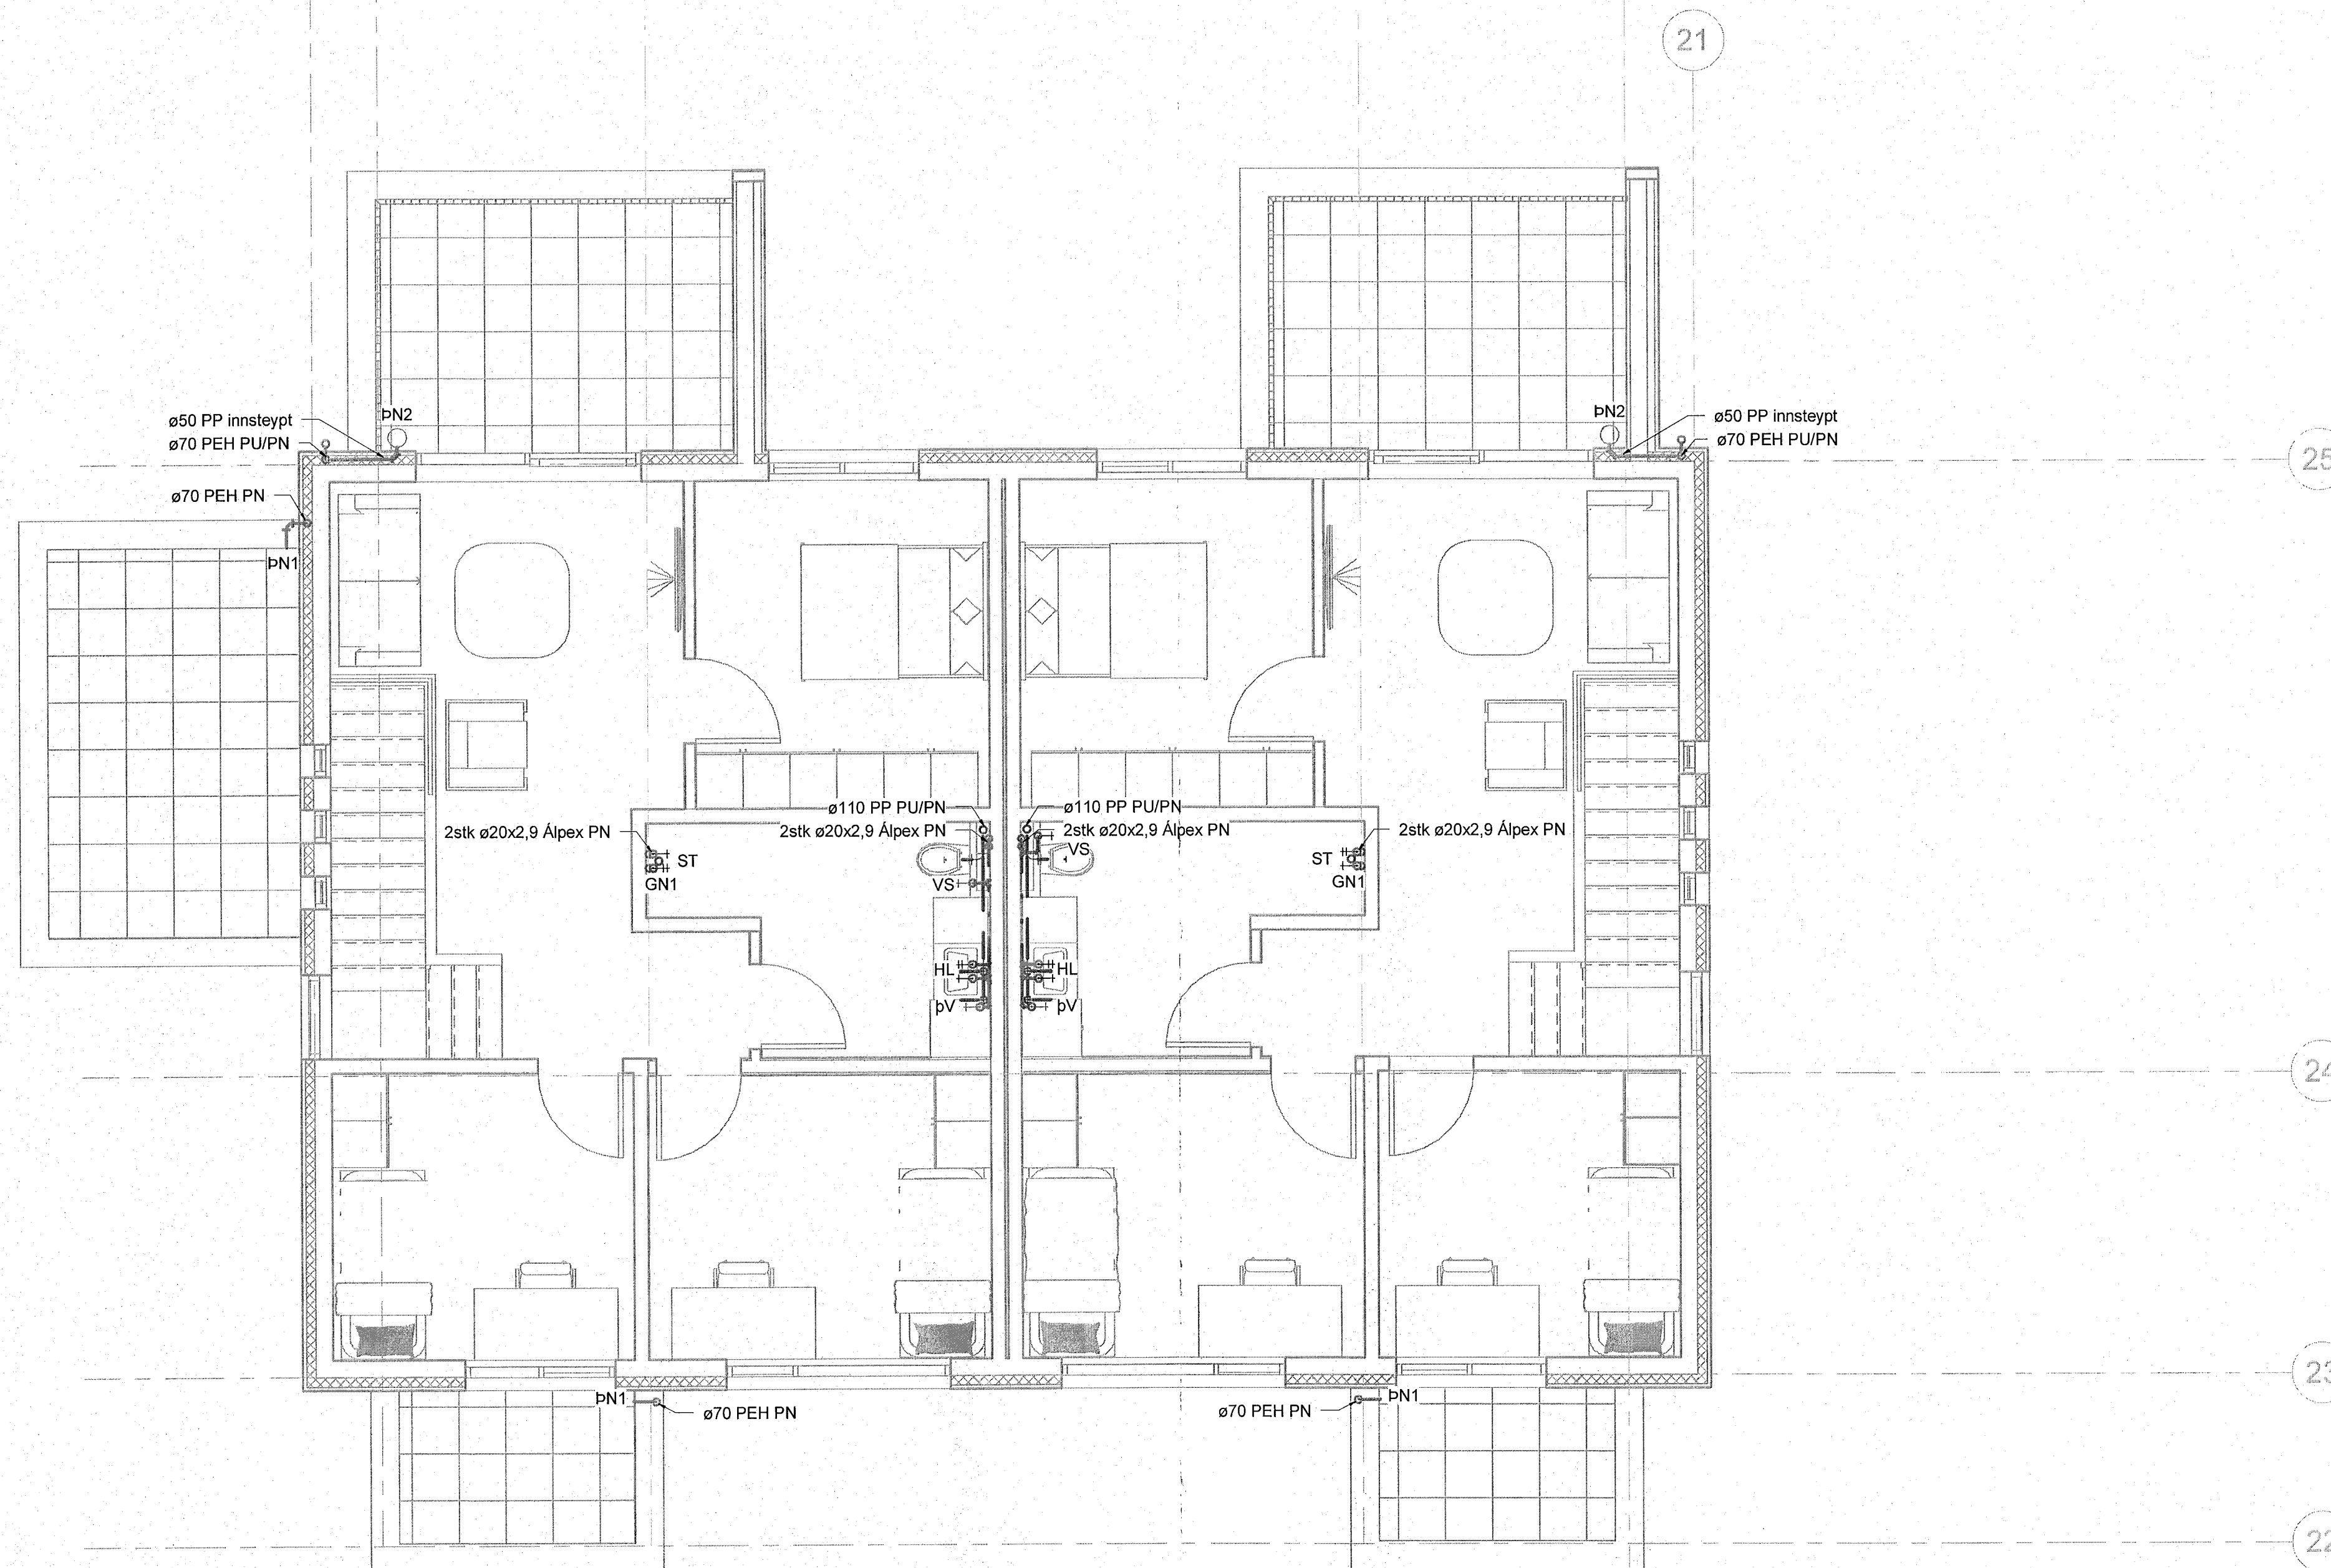 21
ÞN2
ø50 PP innsteypt
ø70 PEH PU/PN
ÞN2
ø50 PP innsteypt
ø70 PEH PU/PN
25
ø70 PEH PN
ÞN1
ø110 PP PU/PN
ø110 PP PU/PN
2stk ø20x2,9 Álpex PN
2stk ø20x2,9 Álpex PN
2stk ø20x2,9 Álpex PN
2stk ø20x2,9 Álpex PN
ST
VS
ST
GN1
VS
GN1
HL
HL
þV
þV
24
23
ÞN1
ø70 PEH PN
ø70 PEH PN
ÞN1
22